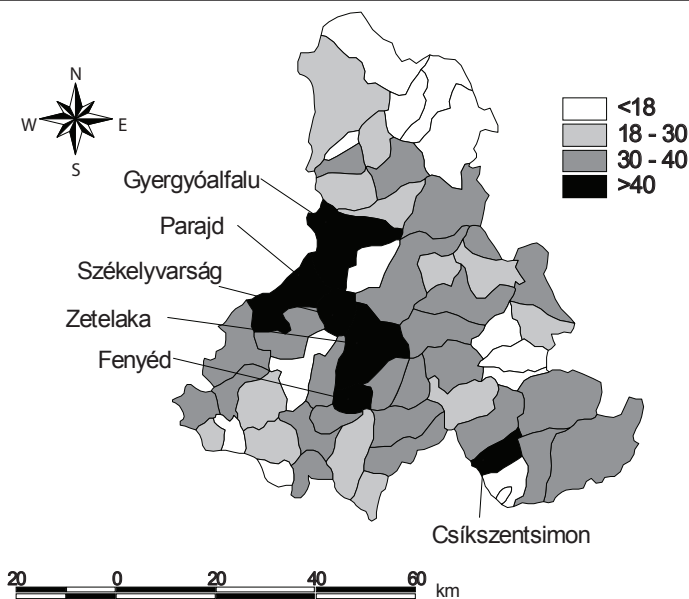 N
W E
S
<18
18 - 30
30 - 40
>40
Gyergyóalfalu
Parajd
Székelyvarság
Zetelaka
Fenyéd
Csíkszentsimon
20 0 20 40 60 km